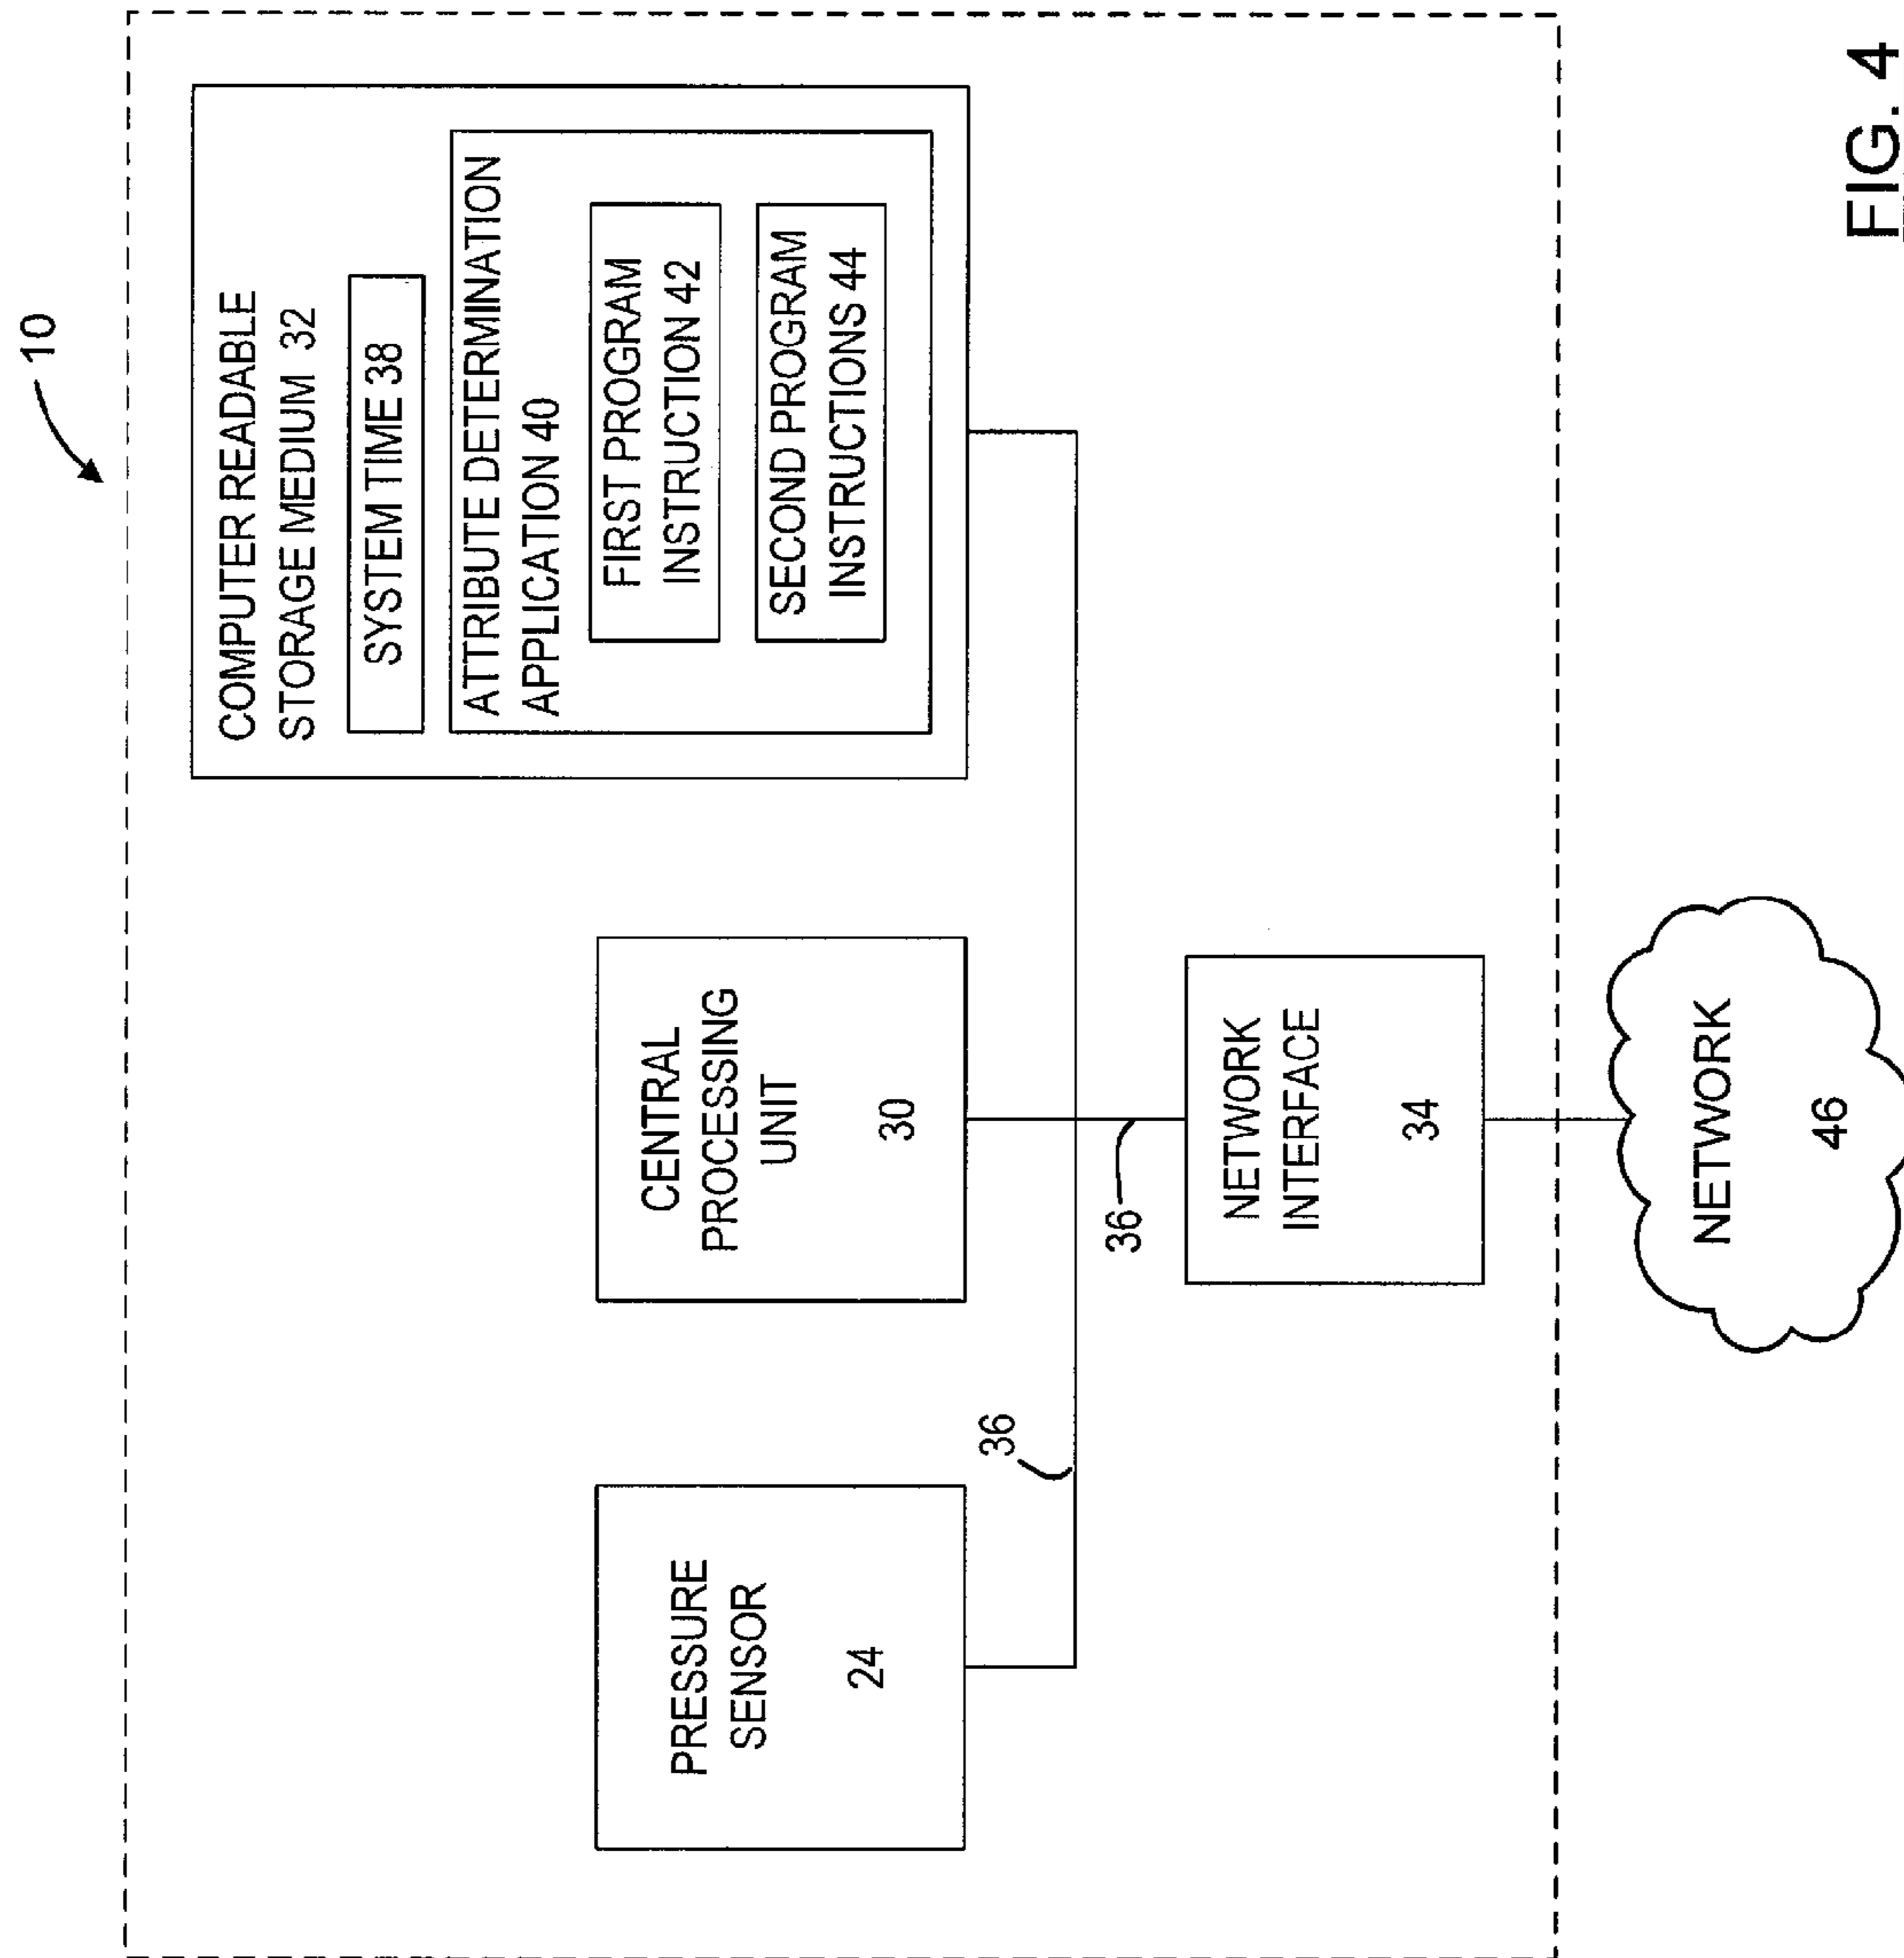 10
COMPUTER READABLE
STORAGE MEDIUM 32
SYSTEM TIME 38
ATTRIBUTE DETERMINATION
APPLICATION 40
FIRST PROGRAM
INSTRUCTION 42
SECOND PROGRAM
INSTRUCTIONS 44
CENTRAL
PROCESSING
UNIT
30
PRESSURE
SENSOR
24
36
36
NETWORK
INTERFACE
34
NETWORK
46
FIG. 4